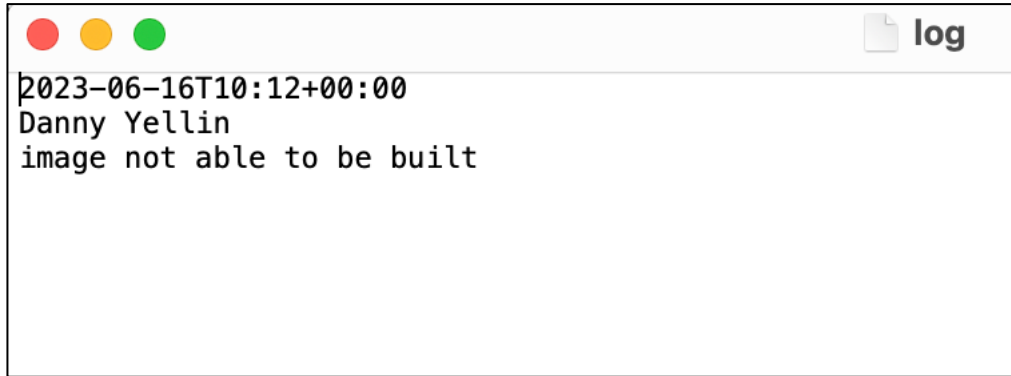 log
2023-06-16T10:12+00:00
Danny Yellin
image not able to be built